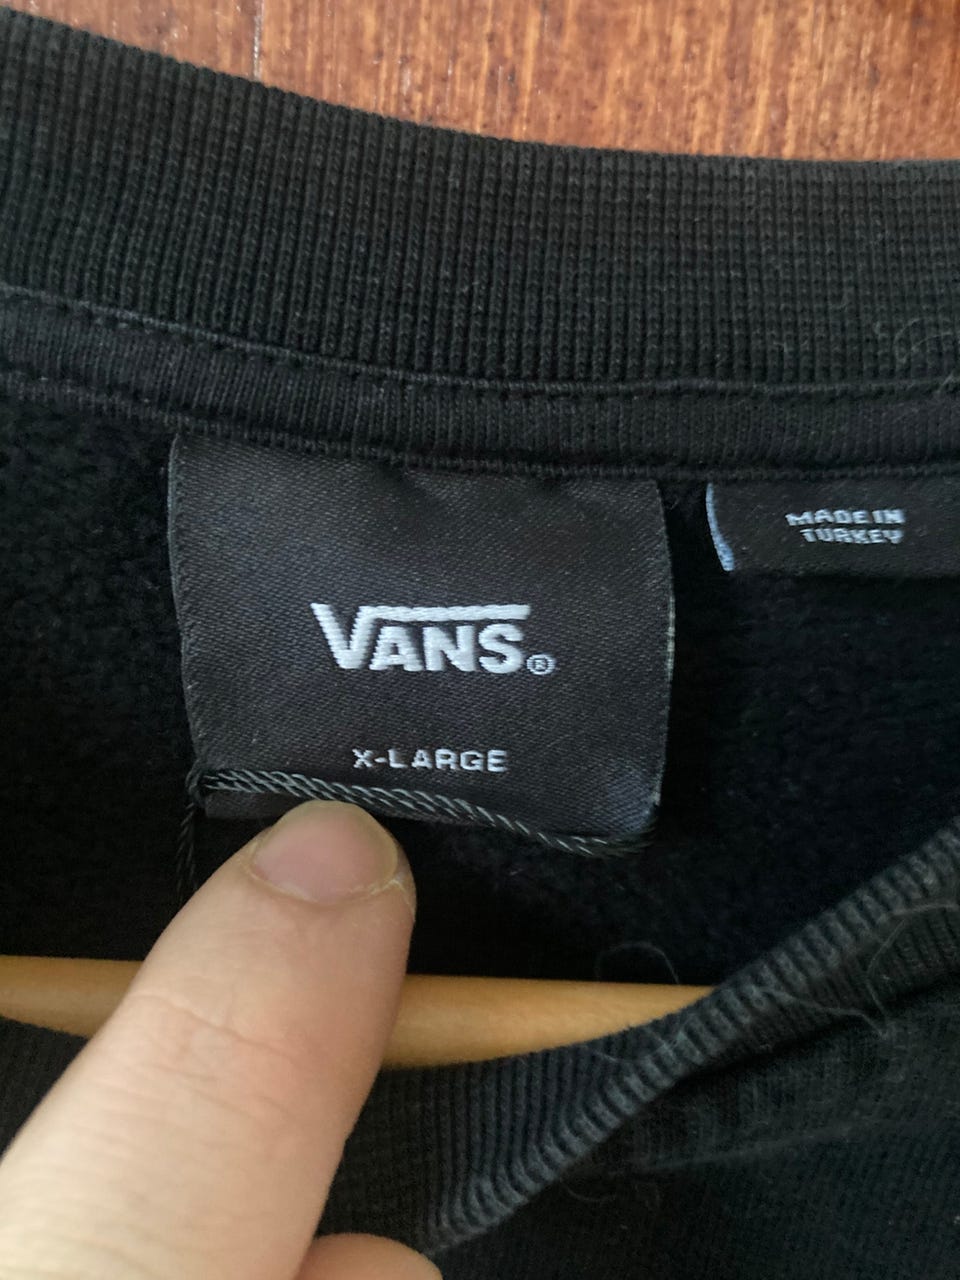 VANS®
X-LARGE
MADE IN
TURKEY